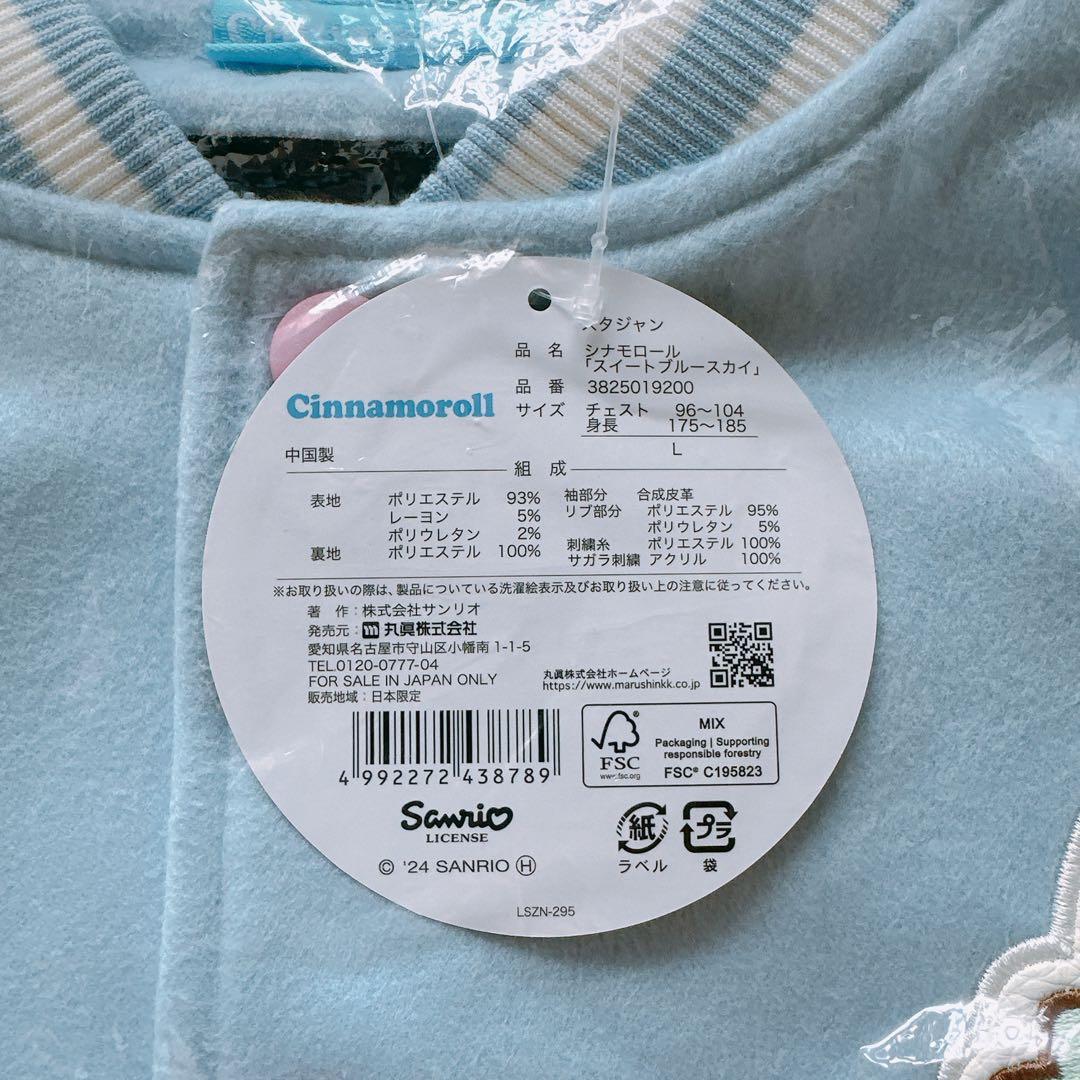 スタジャン
品 名 シナモロール
「スイートブルースカイ」
品 番 3825019200
Cinnamoroll
サイズ チェスト 96～104
身長 175～185
L
中国製
組 成
表地 ポリエステル 93%
レーヨン 5%
ポリウレタン 2%
裏地 ポリエステル 100%
袖部分 合成皮革
リブ部分 ポリエステル 95%
ポリウレタン 5%
刺繍糸 ポリエステル 100%
サガラ刺繍 アクリル 100%
※お取り扱いの際は、製品についている洗濯絵表示及びお取り扱い上の注意に従ってください。
著 作：株式会社サンリオ
発売元： 丸眞株式会社
愛知県名古屋市守山区小幡南 1-1-5
TEL.0120-0777-04
FOR SALE IN JAPAN ONLY
販売地域：日本限定
丸眞株式会社ホームページ
https://www.marushinkk.co.jp
4 992272 438789
FSC
www.fsc.org
MIX
Packaging | Supporting
responsible forestry
FSC® C195823
Sanrio
LICENSE
© '24 SANRIO Ⓗ
紙
ラベル
プラ
袋
LSZN-295